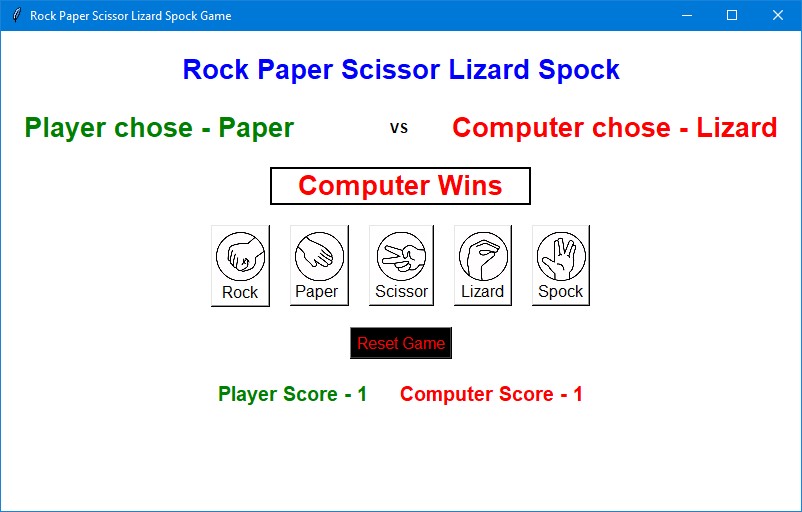 Rock Paper Scissor Lizard Spock Game
Rock Paper Scissor Lizard Spock
Player chose - Paper vs Computer chose - Lizard
Computer Wins
Rock Paper Scissor Lizard Spock
Reset Game
Player Score - 1 Computer Score - 1